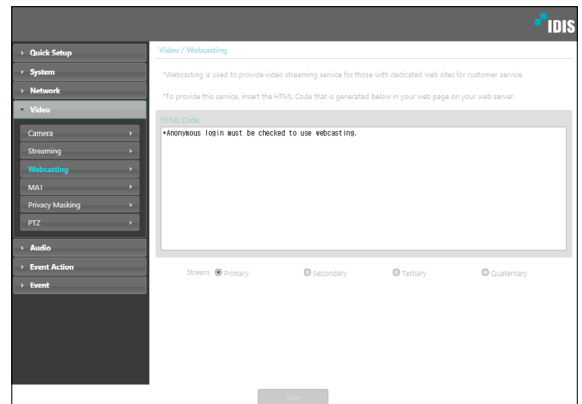 IDIS
Quick Setup
System
Network
Video
Camera
Streaming
Webcasting
MAT
Privacy Masking
PTZ
Audio
Event Action
Event
Video / Webcasting
*Webcasting is used to provide video streaming service for those with dedicated web sites for customer service.
*To provide this service, insert the HTML Code that is generated below in your web page on your web server.
HTML Code
*Anonymous login must be checked to use webcasting.
Stream Primary Secondary Tertiary Quaternary
Save